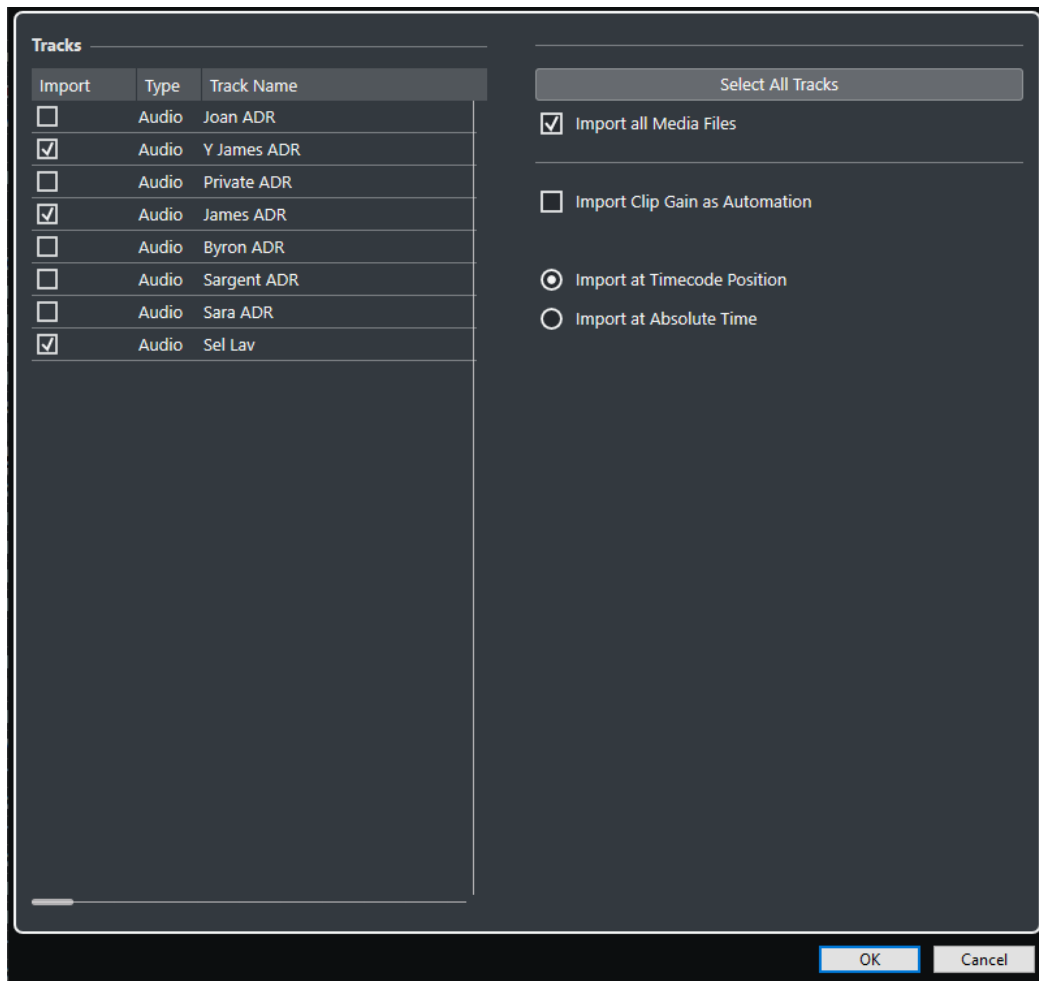 Tracks
Import Type Track Name
Audio Joan ADR
Audio Y James ADR
Audio Private ADR
Audio James ADR
Audio Byron ADR
Audio Sargent ADR
Audio Sara ADR
Audio Sel Lav
Select All Tracks
Import all Media Files
Import Clip Gain as Automation
Import at Timecode Position
Import at Absolute Time
OK Cancel